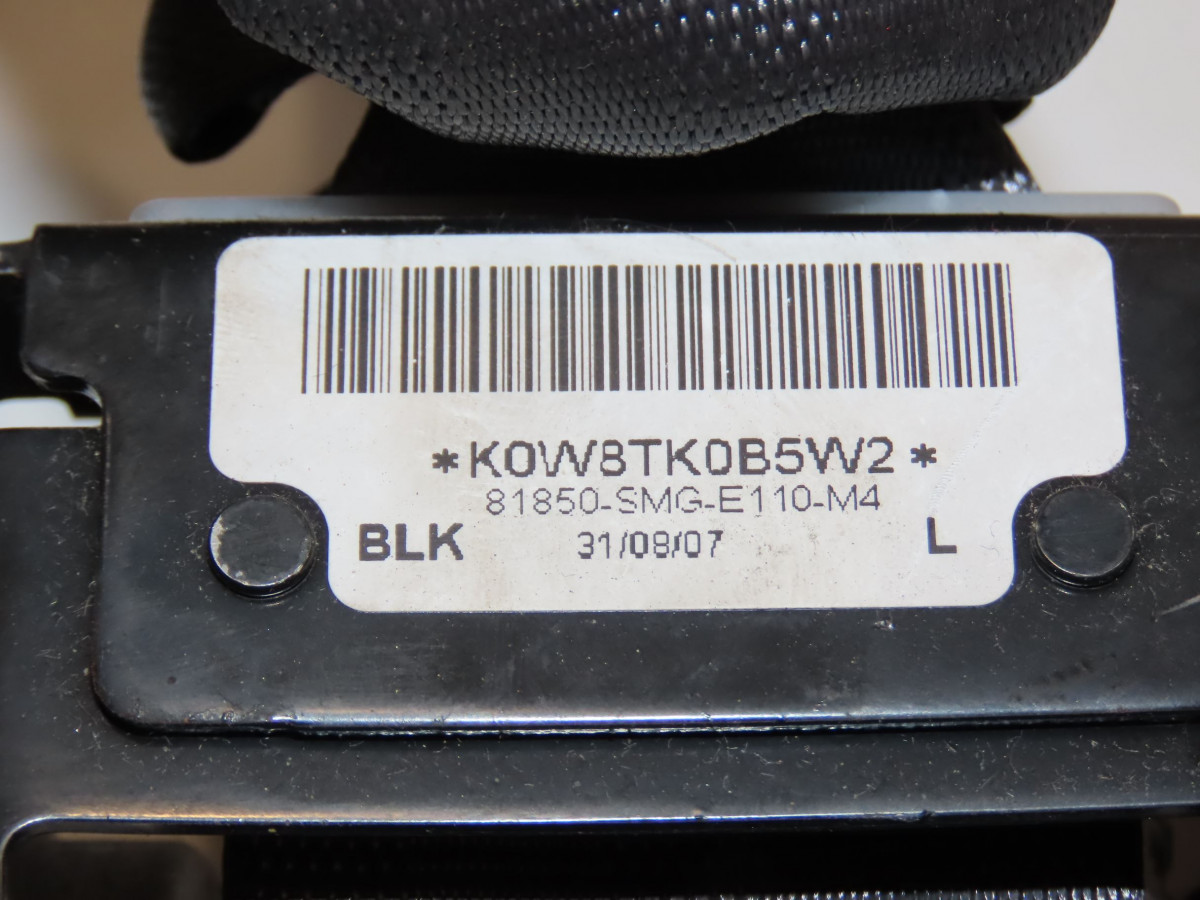 *K0W8TK0B5W2*
81850-SMG-E110-M4
BLK 31/08/07 L